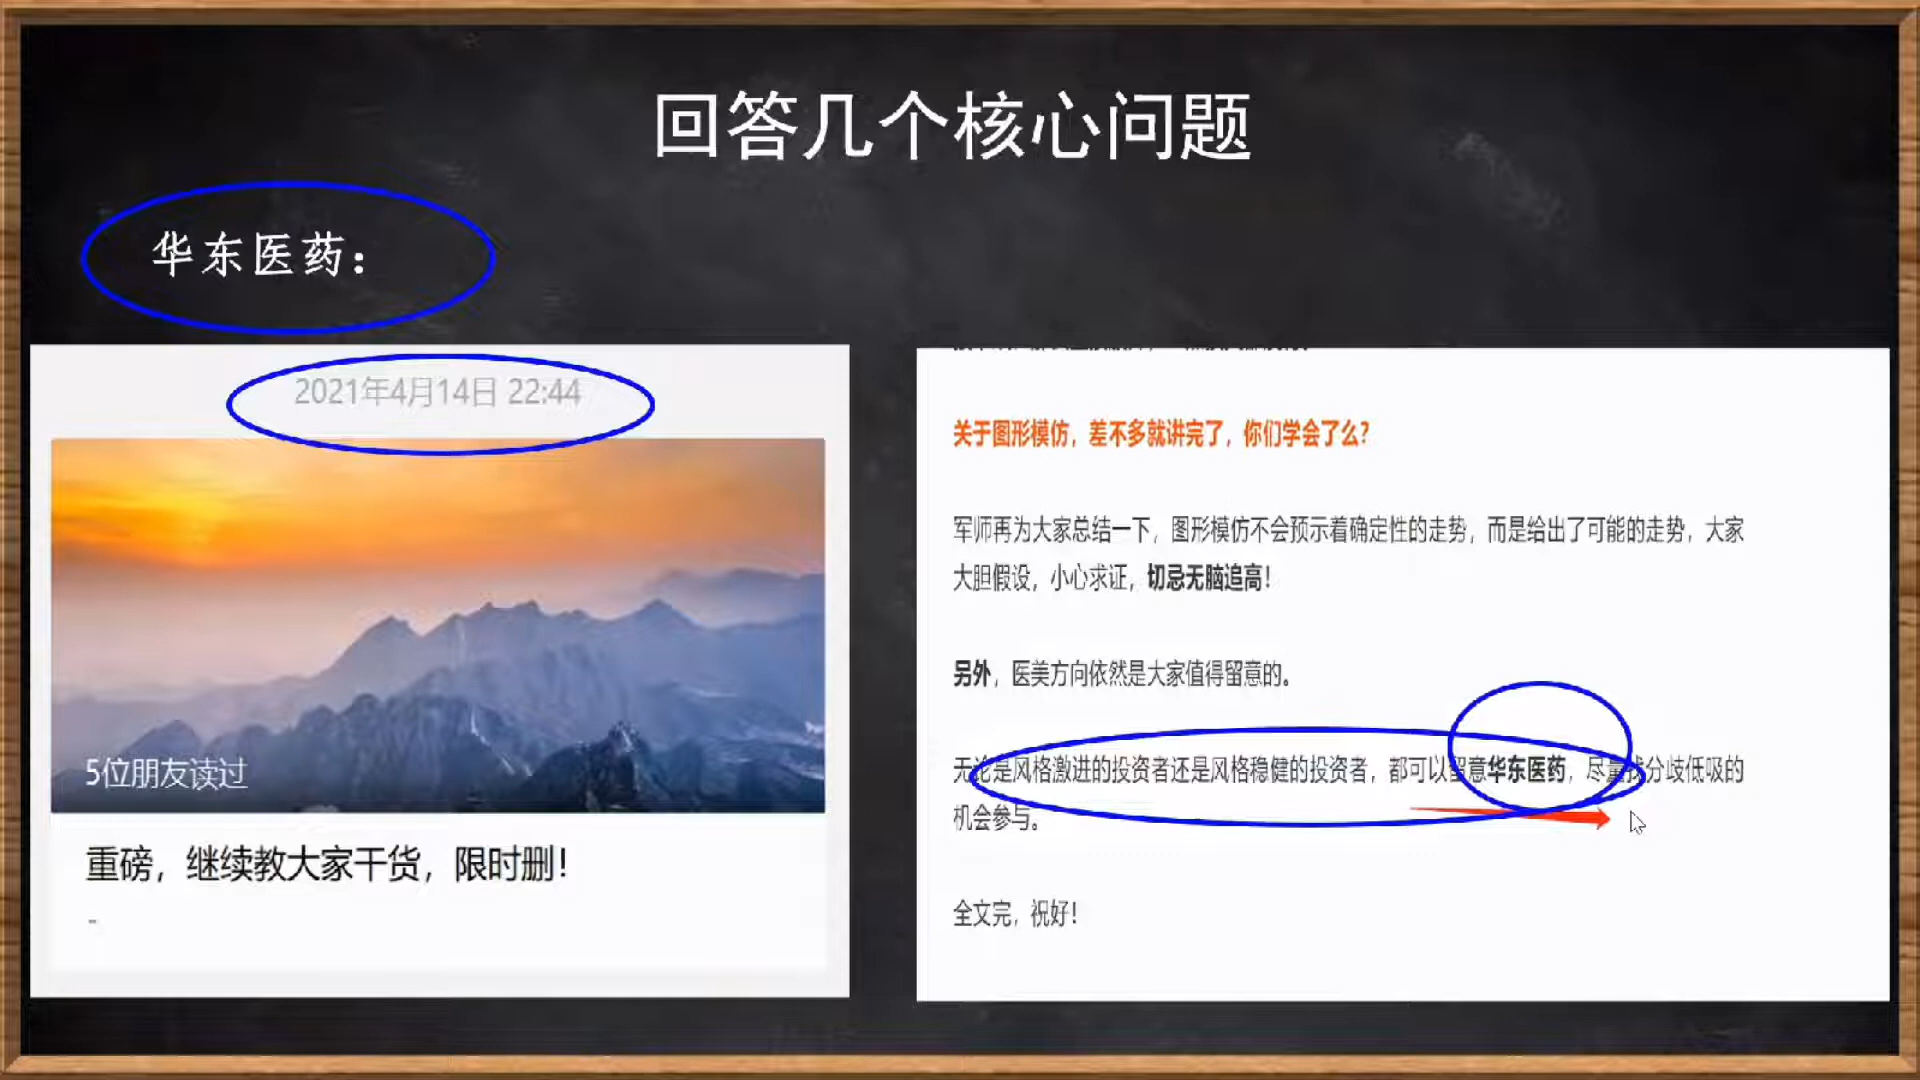 回答几个核心问题
华东医药：
2021年4月14日 22:44
5位朋友读过
重磅，继续教大家干货，限时删！
-
关于图形模仿，差不多就讲完了，你们学会了么？
军师再为大家总结一下，图形模仿不会预示着确定性的走势，而是给出了可能的走势，大家
大胆假设，小心求证，切忌无脑追高！
另外，医美方向依然是大家值得留意的。
无论是风格激进的投资者还是风格稳健的投资者，都可以留意华东医药，尽量找分歧低吸的
机会参与。
全文完，祝好！